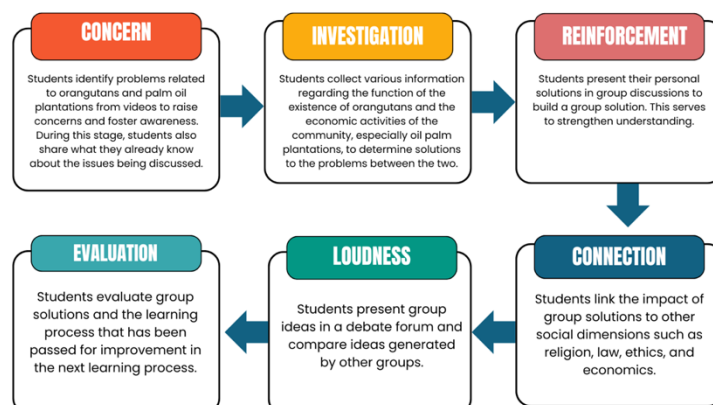 CONCERN
Students identify problems related
to orangutans and palm oil
plantations from videos to raise
concerns and foster awareness.
During this stage, students also
share what they already know
about the issues being discussed.
INVESTIGATION
Students collect various information
regarding the function of the
existence of orangutans and the
economic activities of the
community, especially oil palm
plantations, to determine solutions
to the problems between the two.
REINFORCEMENT
Students present their personal
solutions in group discussions to
build a group solution. This serves
to strengthen understanding.
CONNECTION
Students link the impact of
group solutions to other
social dimensions such as
religion, law, ethics, and
economics.
LOUDNESS
Students present group
ideas in a debate forum and
compare ideas generated
by other groups.
EVALUATION
Students evaluate group
solutions and the learning
process that has been
passed for improvement in
the next learning process.